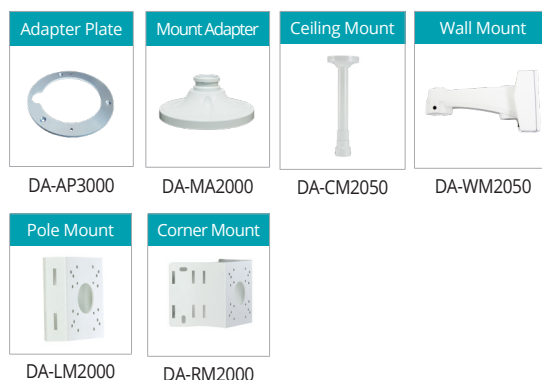 Adapter Plate
Mount Adapter
Ceiling Mount
Wall Mount
DA-AP3000
DA-MA2000
DA-CM2050
DA-WM2050
Pole Mount
Corner Mount
DA-LM2000
DA-RM2000